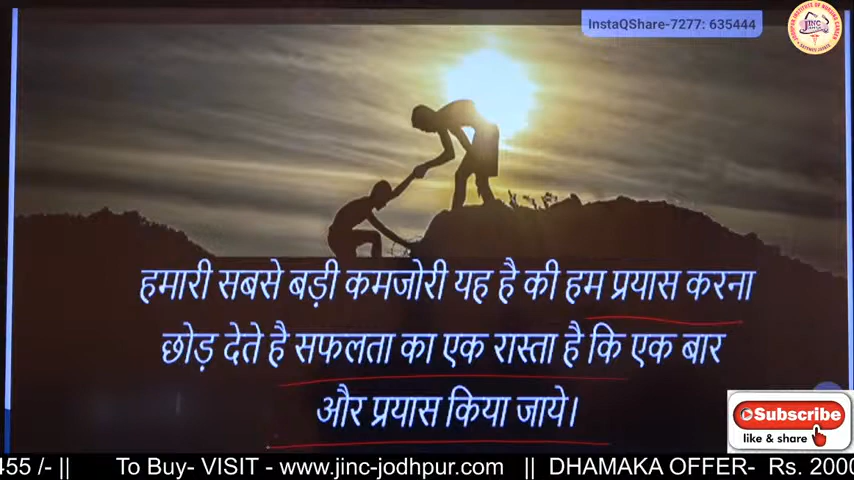 InstaQShare-7277: 635444
JINC
हमारी सबसे बड़ी कमजोरी यह है की हम प्रयास करना
छोड़ देते है सफलता का एक रास्ता है कि एक बार
और प्रयास किया जाये।
Subscribe
like & share
455 /- || To Buy- VISIT - www.jinc-jodhpur.com || DHAMAKA OFFER- Rs. 2000